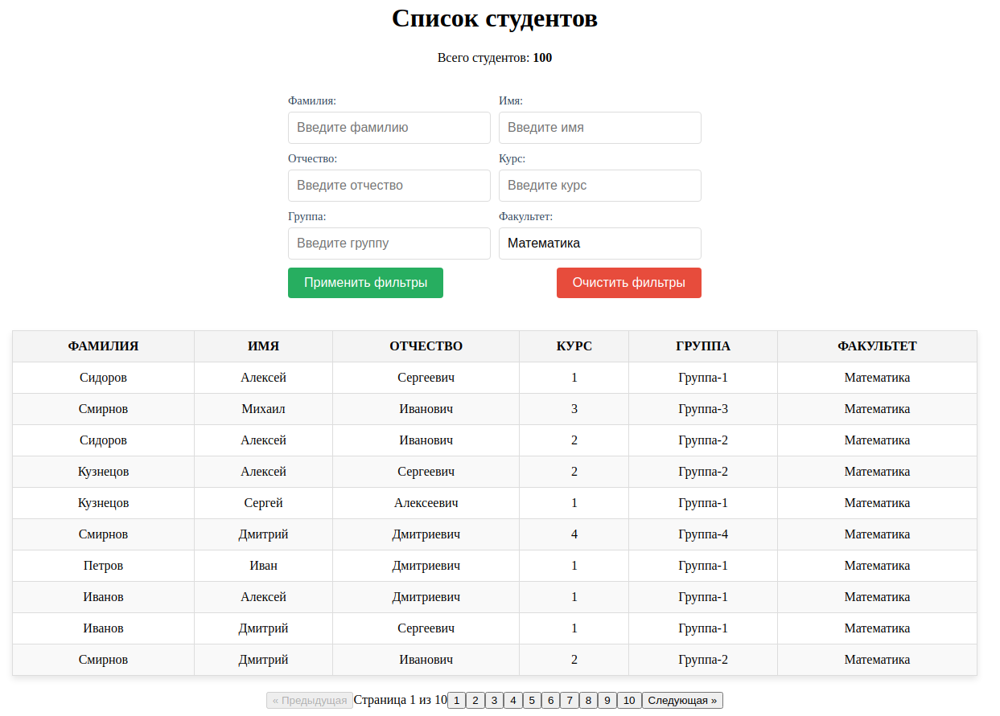 Список студентов
Всего студентов: 100
Фамилия: Имя:
Введите фамилию Введите имя
Отчество: Курс:
Введите отчество Введите курс
Группа: Факультет:
Введите группу Математика
Применить фильтры Очистить фильтры
ФАМИЛИЯ ИМЯ ОТЧЕСТВО КУРС ГРУППА ФАКУЛЬТЕТ
Сидоров Алексей Сергеевич 1 Группа-1 Математика
Смирнов Михаил Иванович 3 Группа-3 Математика
Сидоров Алексей Иванович 2 Группа-2 Математика
Кузнецов Алексей Сергеевич 2 Группа-2 Математика
Кузнецов Сергей Алексеевич 1 Группа-1 Математика
Смирнов Дмитрий Дмитриевич 4 Группа-4 Математика
Петров Иван Дмитриевич 1 Группа-1 Математика
Иванов Алексей Дмитриевич 1 Группа-1 Математика
Иванов Дмитрий Сергеевич 1 Группа-1 Математика
Смирнов Дмитрий Иванович 2 Группа-2 Математика
« Предыдущая Страница 1 из 10 1 2 3 4 5 6 7 8 9 10 Следующая »